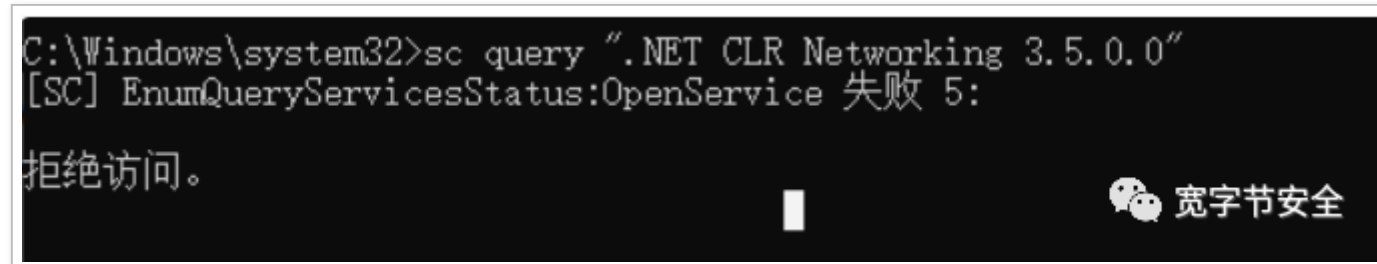 C:\Windows\system32>sc query ".NET CLR Networking 3.5.0.0"
[SC] EnumQueryServicesStatus:OpenService 失败 5:
拒绝访问。
宽字节安全